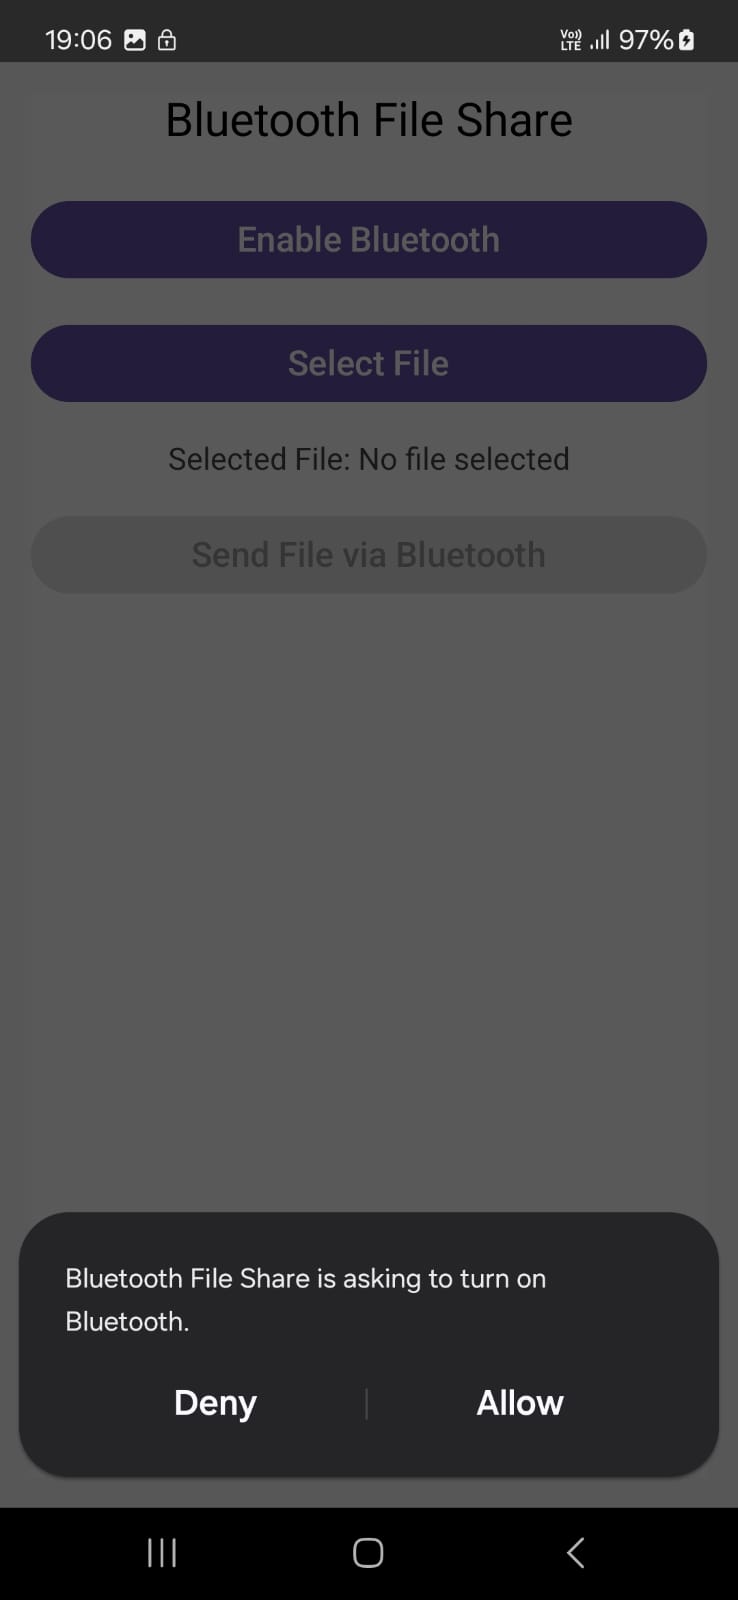 19:06
Vo)) LTE 97%
Bluetooth File Share
Enable Bluetooth
Select File
Selected File: No file selected
Send File via Bluetooth
Bluetooth File Share is asking to turn on
Bluetooth.
Deny
Allow